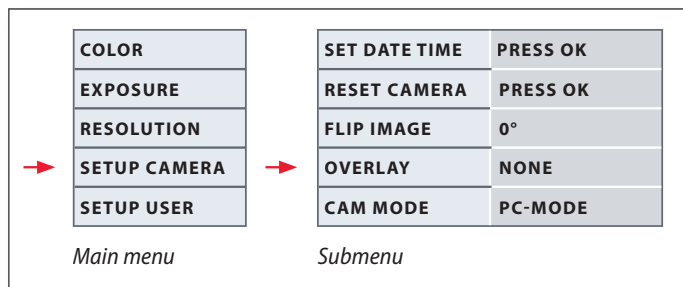 COLOR
EXPOSURE
RESOLUTION
SETUP CAMERA
SETUP USER
Main menu
SET DATE TIME PRESS OK
RESET CAMERA PRESS OK
FLIP IMAGE 0°
OVERLAY NONE
CAM MODE PC-MODE
Submenu